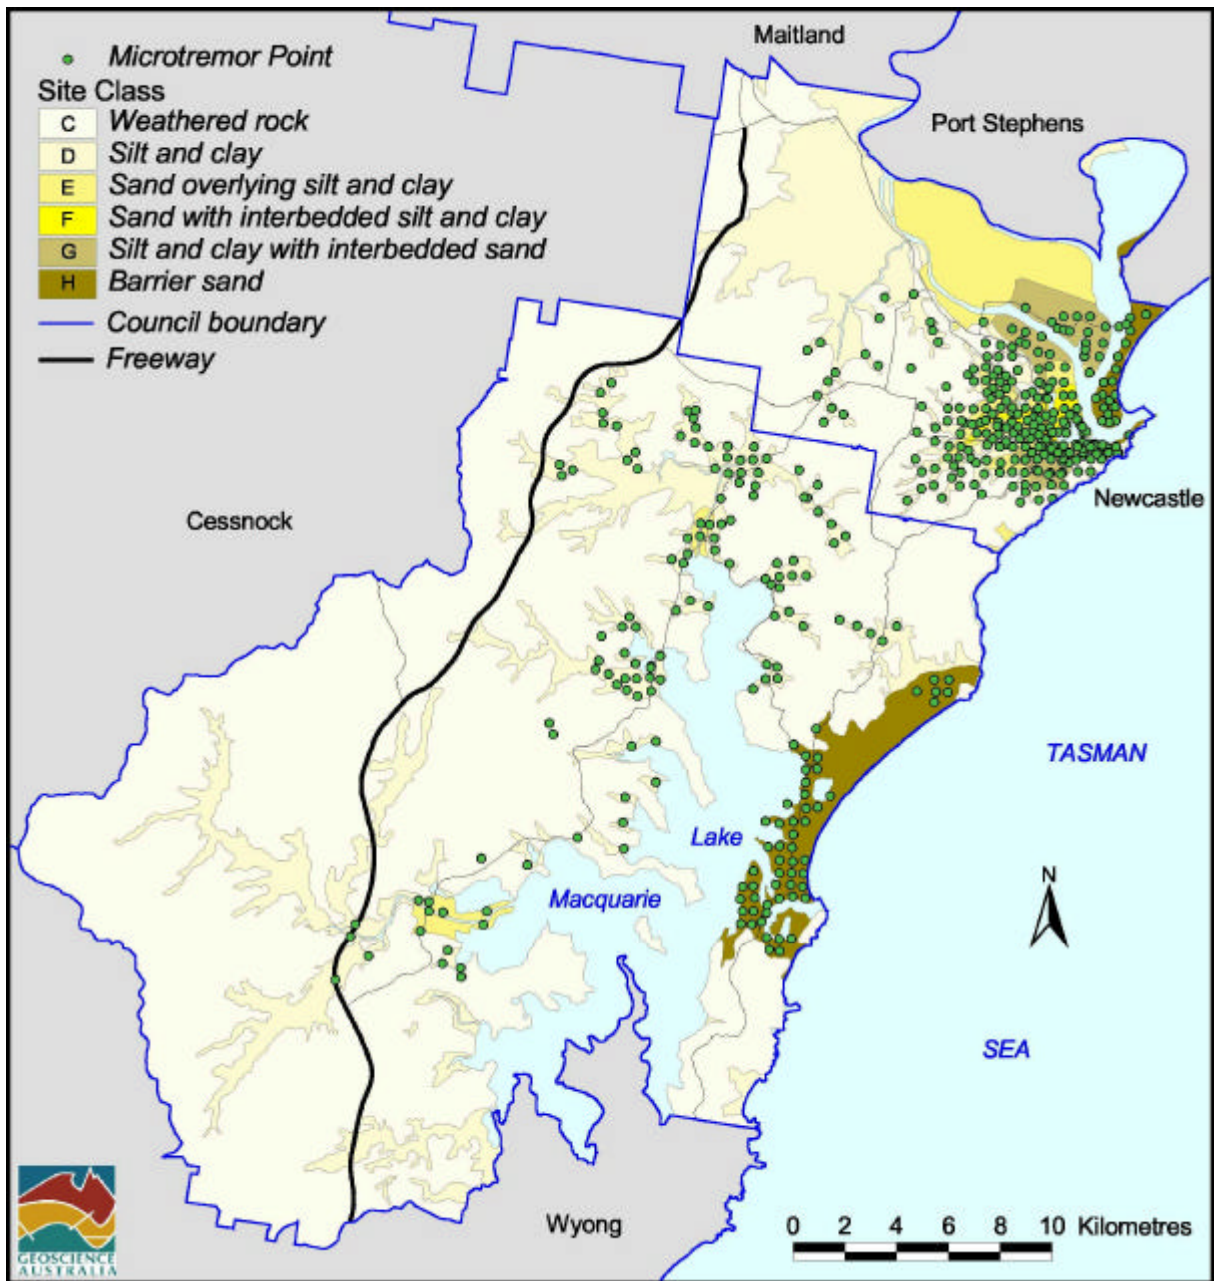 Microtremor Point
Site Class
C Weathered rock
D Silt and clay
E Sand overlying silt and clay
F Sand with interbedded silt and clay
G Silt and clay with interbedded sand
H Barrier sand
Council boundary
Freeway
Maitland
Port Stephens
Cessnock
Newcastle
TASMAN
Lake
Macquarie
N
SEA
Wyong
0 2 4 6 8 10 Kilometres
GEOSCIENCE
AUSTRALIA